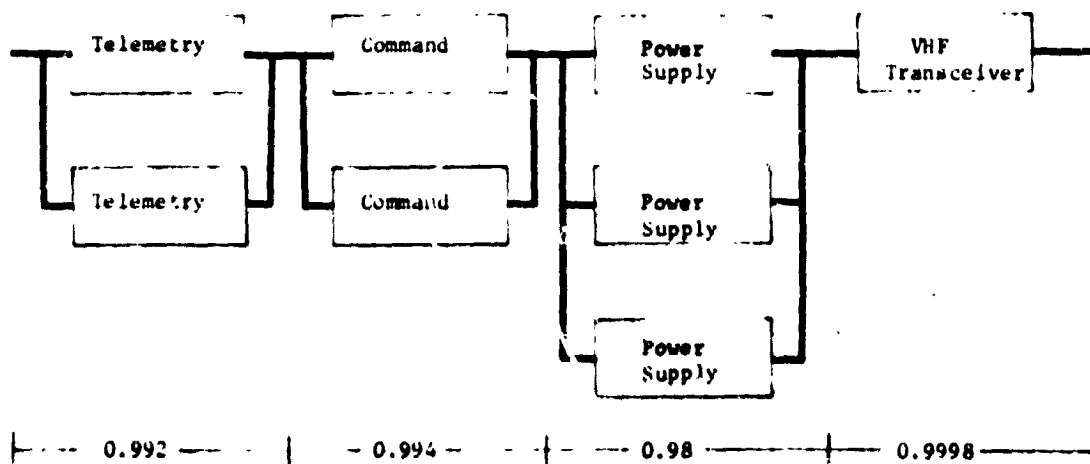 Telemetry Command Power Supply VHF Transceiver
Telemetry Command Power Supply
Power Supply
0.992 0.994 0.98 0.9998